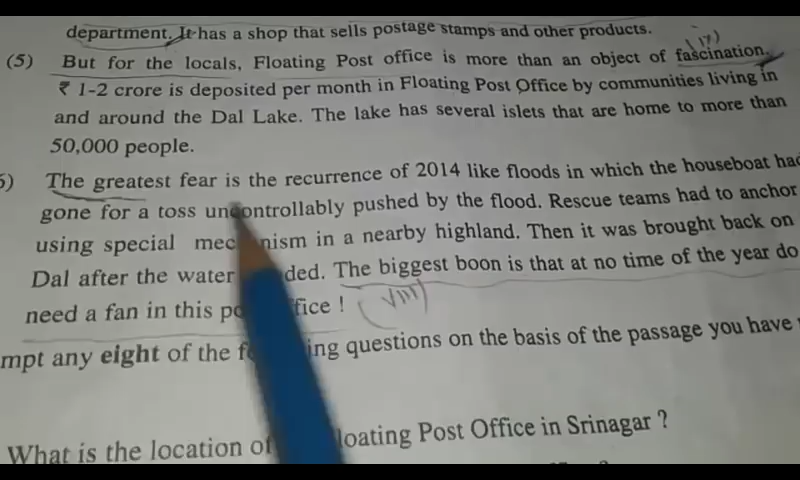 department. It has a shop that sells postage stamps and other products.
(5) But for the locals, Floating Post office is more than an object of fascination.
₹ 1-2 crore is deposited per month in Floating Post Office by communities living in
and around the Dal Lake. The lake has several islets that are home to more than
50,000 people.
The greatest fear is the recurrence of 2014 like floods in which the houseboat had
gone for a toss uncontrollably pushed by the flood. Rescue teams had to anchor
using special mechanism in a nearby highland. Then it was brought back on
Dal after the water ded. The biggest boon is that at no time of the year do
need a fan in this fice ! (VIII)
mpt any eight of the ing questions on the basis of the passage you have
What is the location of loating Post Office in Srinagar ?